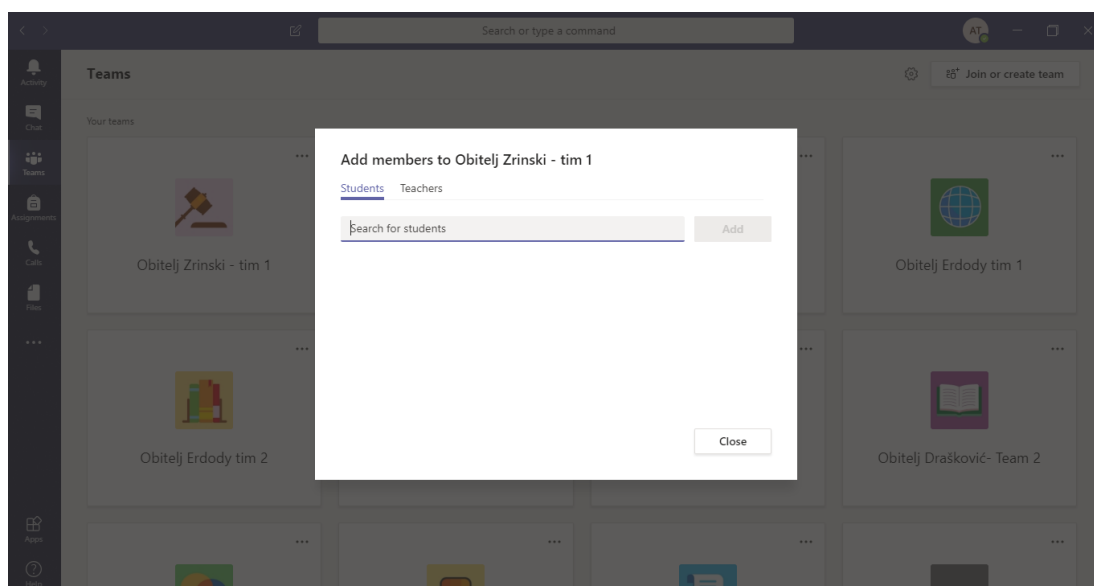 Search or type a command
AT
Activity
Teams
Join or create team
Chat
Your teams
Teams
Assignments
Calls
Files
Apps
Help
Obitelj Zrinski - tim 1
Obitelj Erdody tim 1
Obitelj Erdody tim 2
Obitelj Drašković- Team 2
Add members to Obitelj Zrinski - tim 1
Students Teachers
Search for students
Add
Close